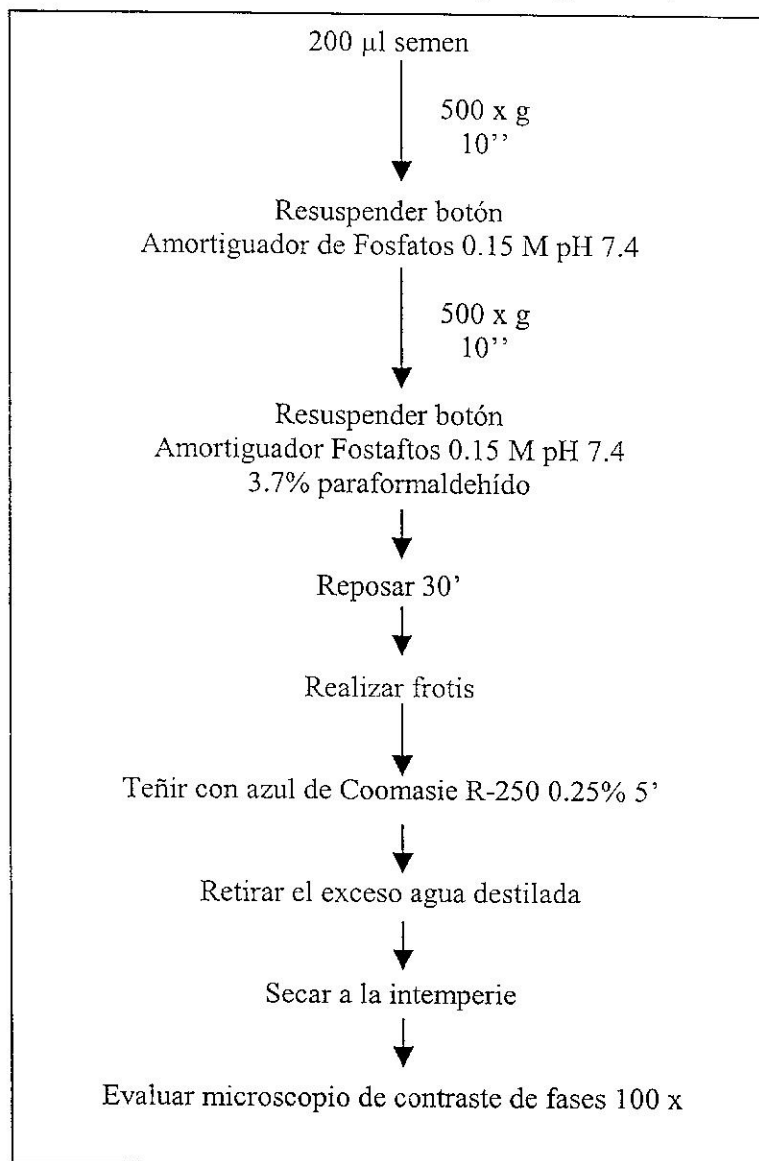 200 µl semen
500 x g
10’’
Resuspender botón
Amortiguador de Fosfatos 0.15 M pH 7.4
500 x g
10’’
Resuspender botón
Amortiguador Fostaftos 0.15 M pH 7.4
3.7% paraformaldehído
Reposar 30’
Realizar frotis
Teñir con azul de Coomasie R-250 0.25% 5’
Retirar el exceso agua destilada
Secar a la intemperie
Evaluar microscopio de contraste de fases 100 x